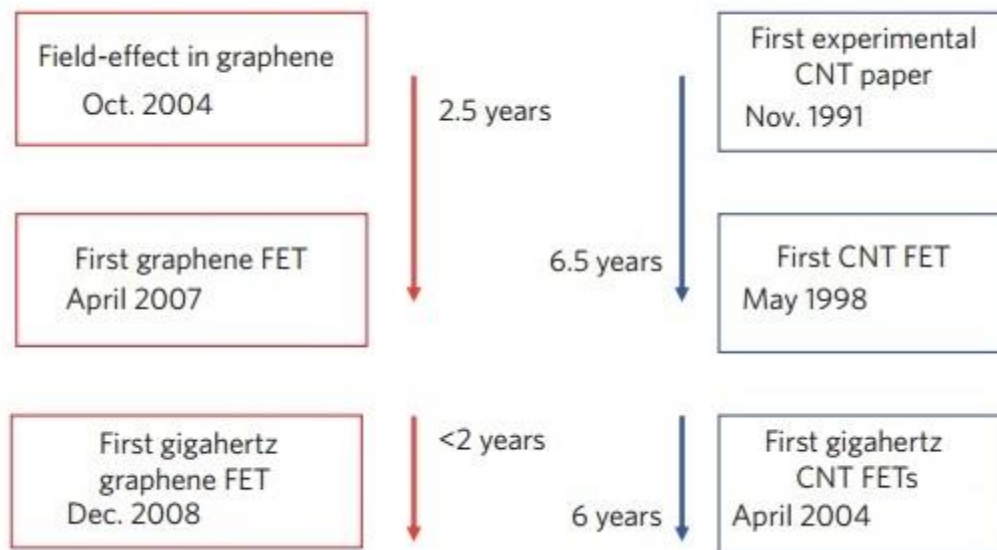 Field-effect in graphene
Oct. 2004
2.5 years
First experimental
CNT paper
Nov. 1991
First graphene FET
April 2007
6.5 years
First CNT FET
May 1998
First gigahertz
graphene FET
Dec. 2008
<2 years
6 years
First gigahertz
CNT FETs
April 2004